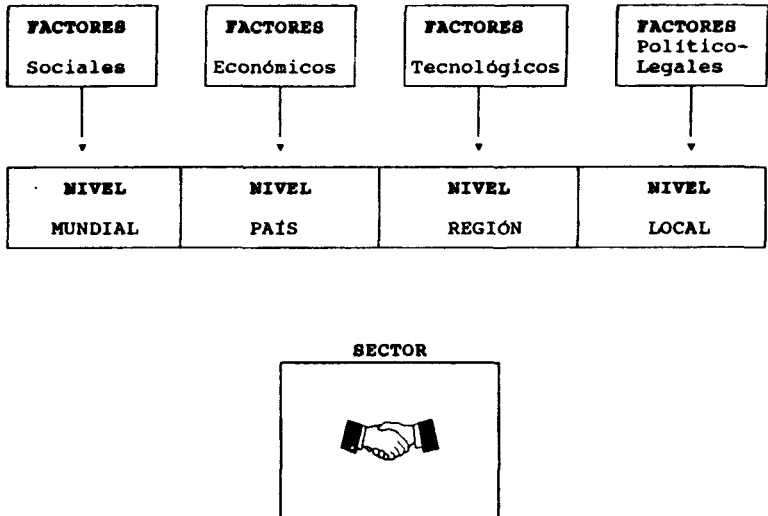 FACTORES
Sociales
FACTORES
Económicos
FACTORES
Tecnológicos
FACTORES
Político-
Legales
NIVEL
MUNDIAL
NIVEL
PAÍS
NIVEL
REGIÓN
NIVEL
LOCAL
SECTOR